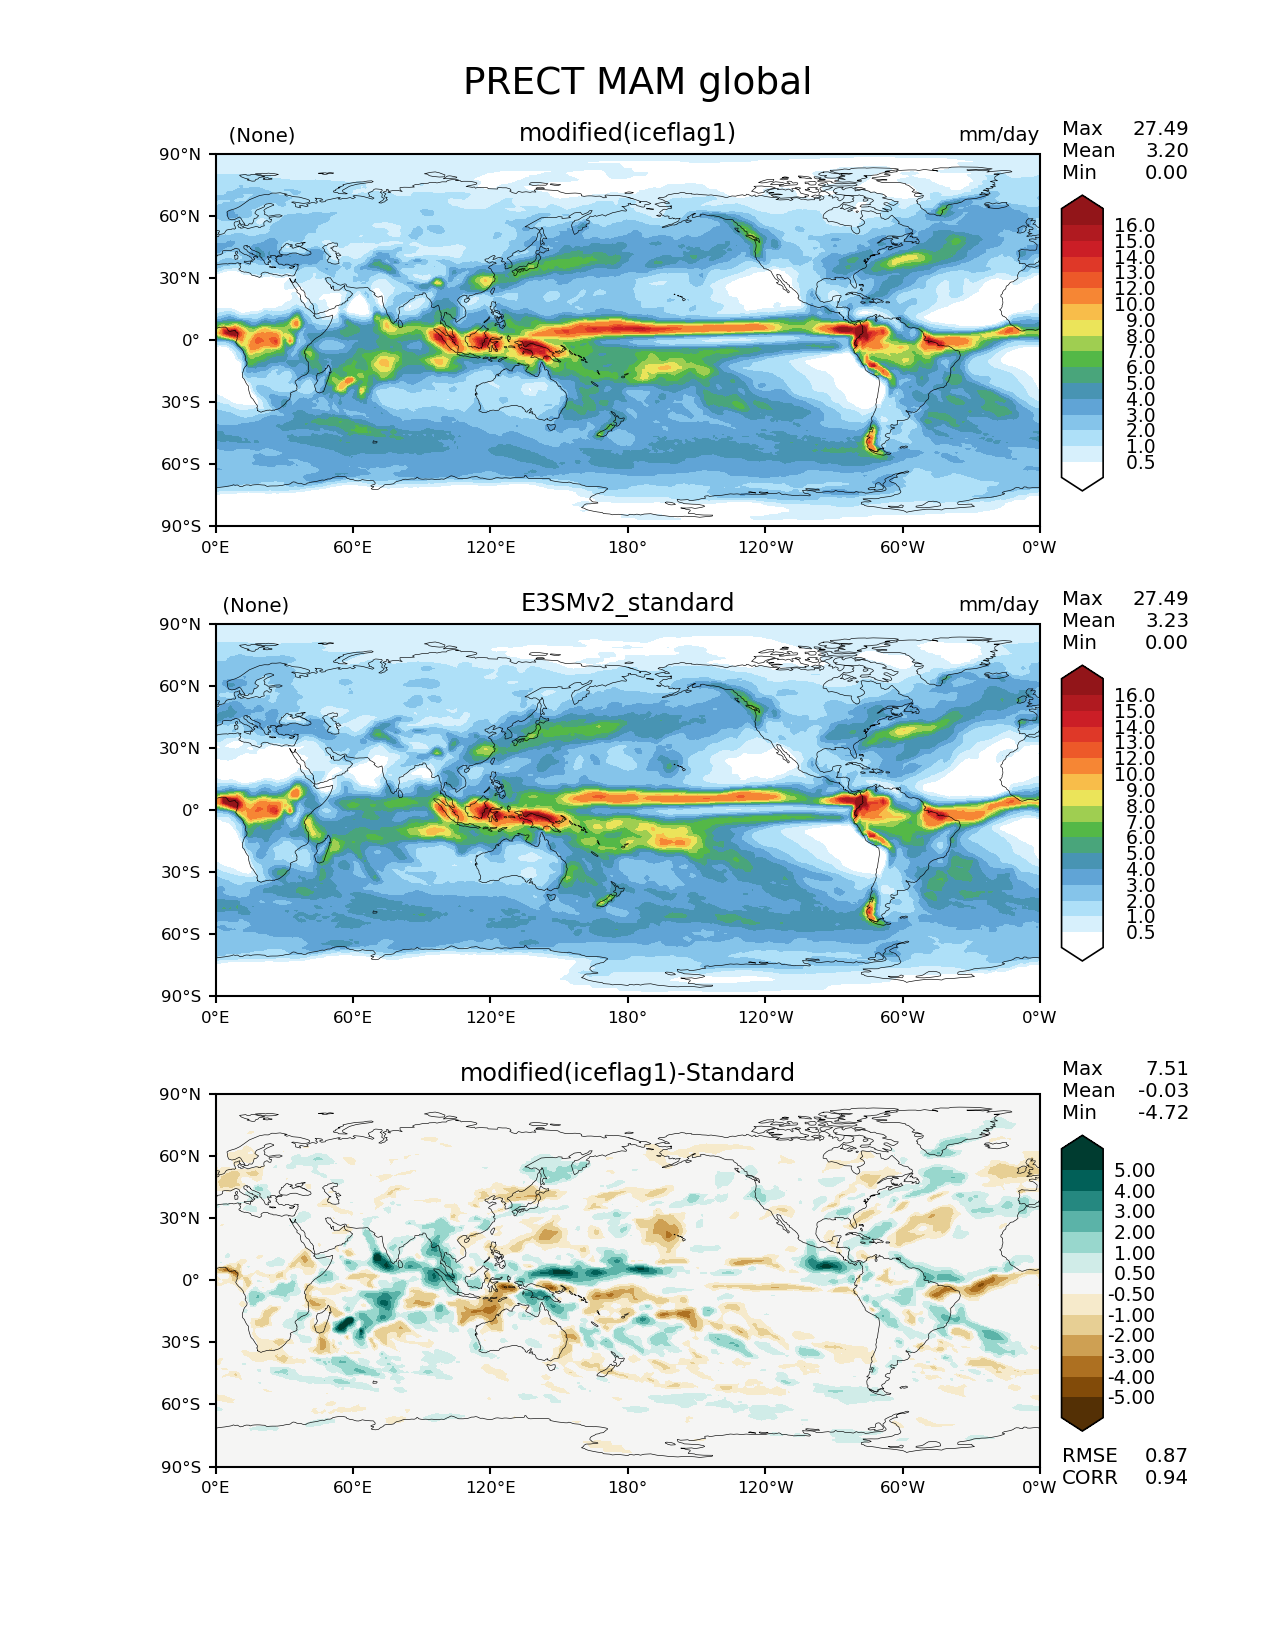 PRECT MAM global
(None) modified(iceflag1) mm/day
Max 27.49
Mean 3.20
Min 0.00
90°N
60°N
30°N
0°
30°S
60°S
90°S
0°E 60°E 120°E 180° 120°W 60°W 0°W
16.0
15.0
14.0
13.0
12.0
10.0
9.0
8.0
7.0
6.0
5.0
4.0
3.0
2.0
1.0
0.5
(None) E3SMv2_standard mm/day
Max 27.49
Mean 3.23
Min 0.00
90°N
60°N
30°N
0°
30°S
60°S
90°S
0°E 60°E 120°E 180° 120°W 60°W 0°W
16.0
15.0
14.0
13.0
12.0
10.0
9.0
8.0
7.0
6.0
5.0
4.0
3.0
2.0
1.0
0.5
modified(iceflag1)-Standard
Max 7.51
Mean -0.03
Min -4.72
90°N
60°N
30°N
0°
30°S
60°S
90°S
0°E 60°E 120°E 180° 120°W 60°W 0°W
5.00
4.00
3.00
2.00
1.00
0.50
-0.50
-1.00
-2.00
-3.00
-4.00
-5.00
RMSE 0.87
CORR 0.94